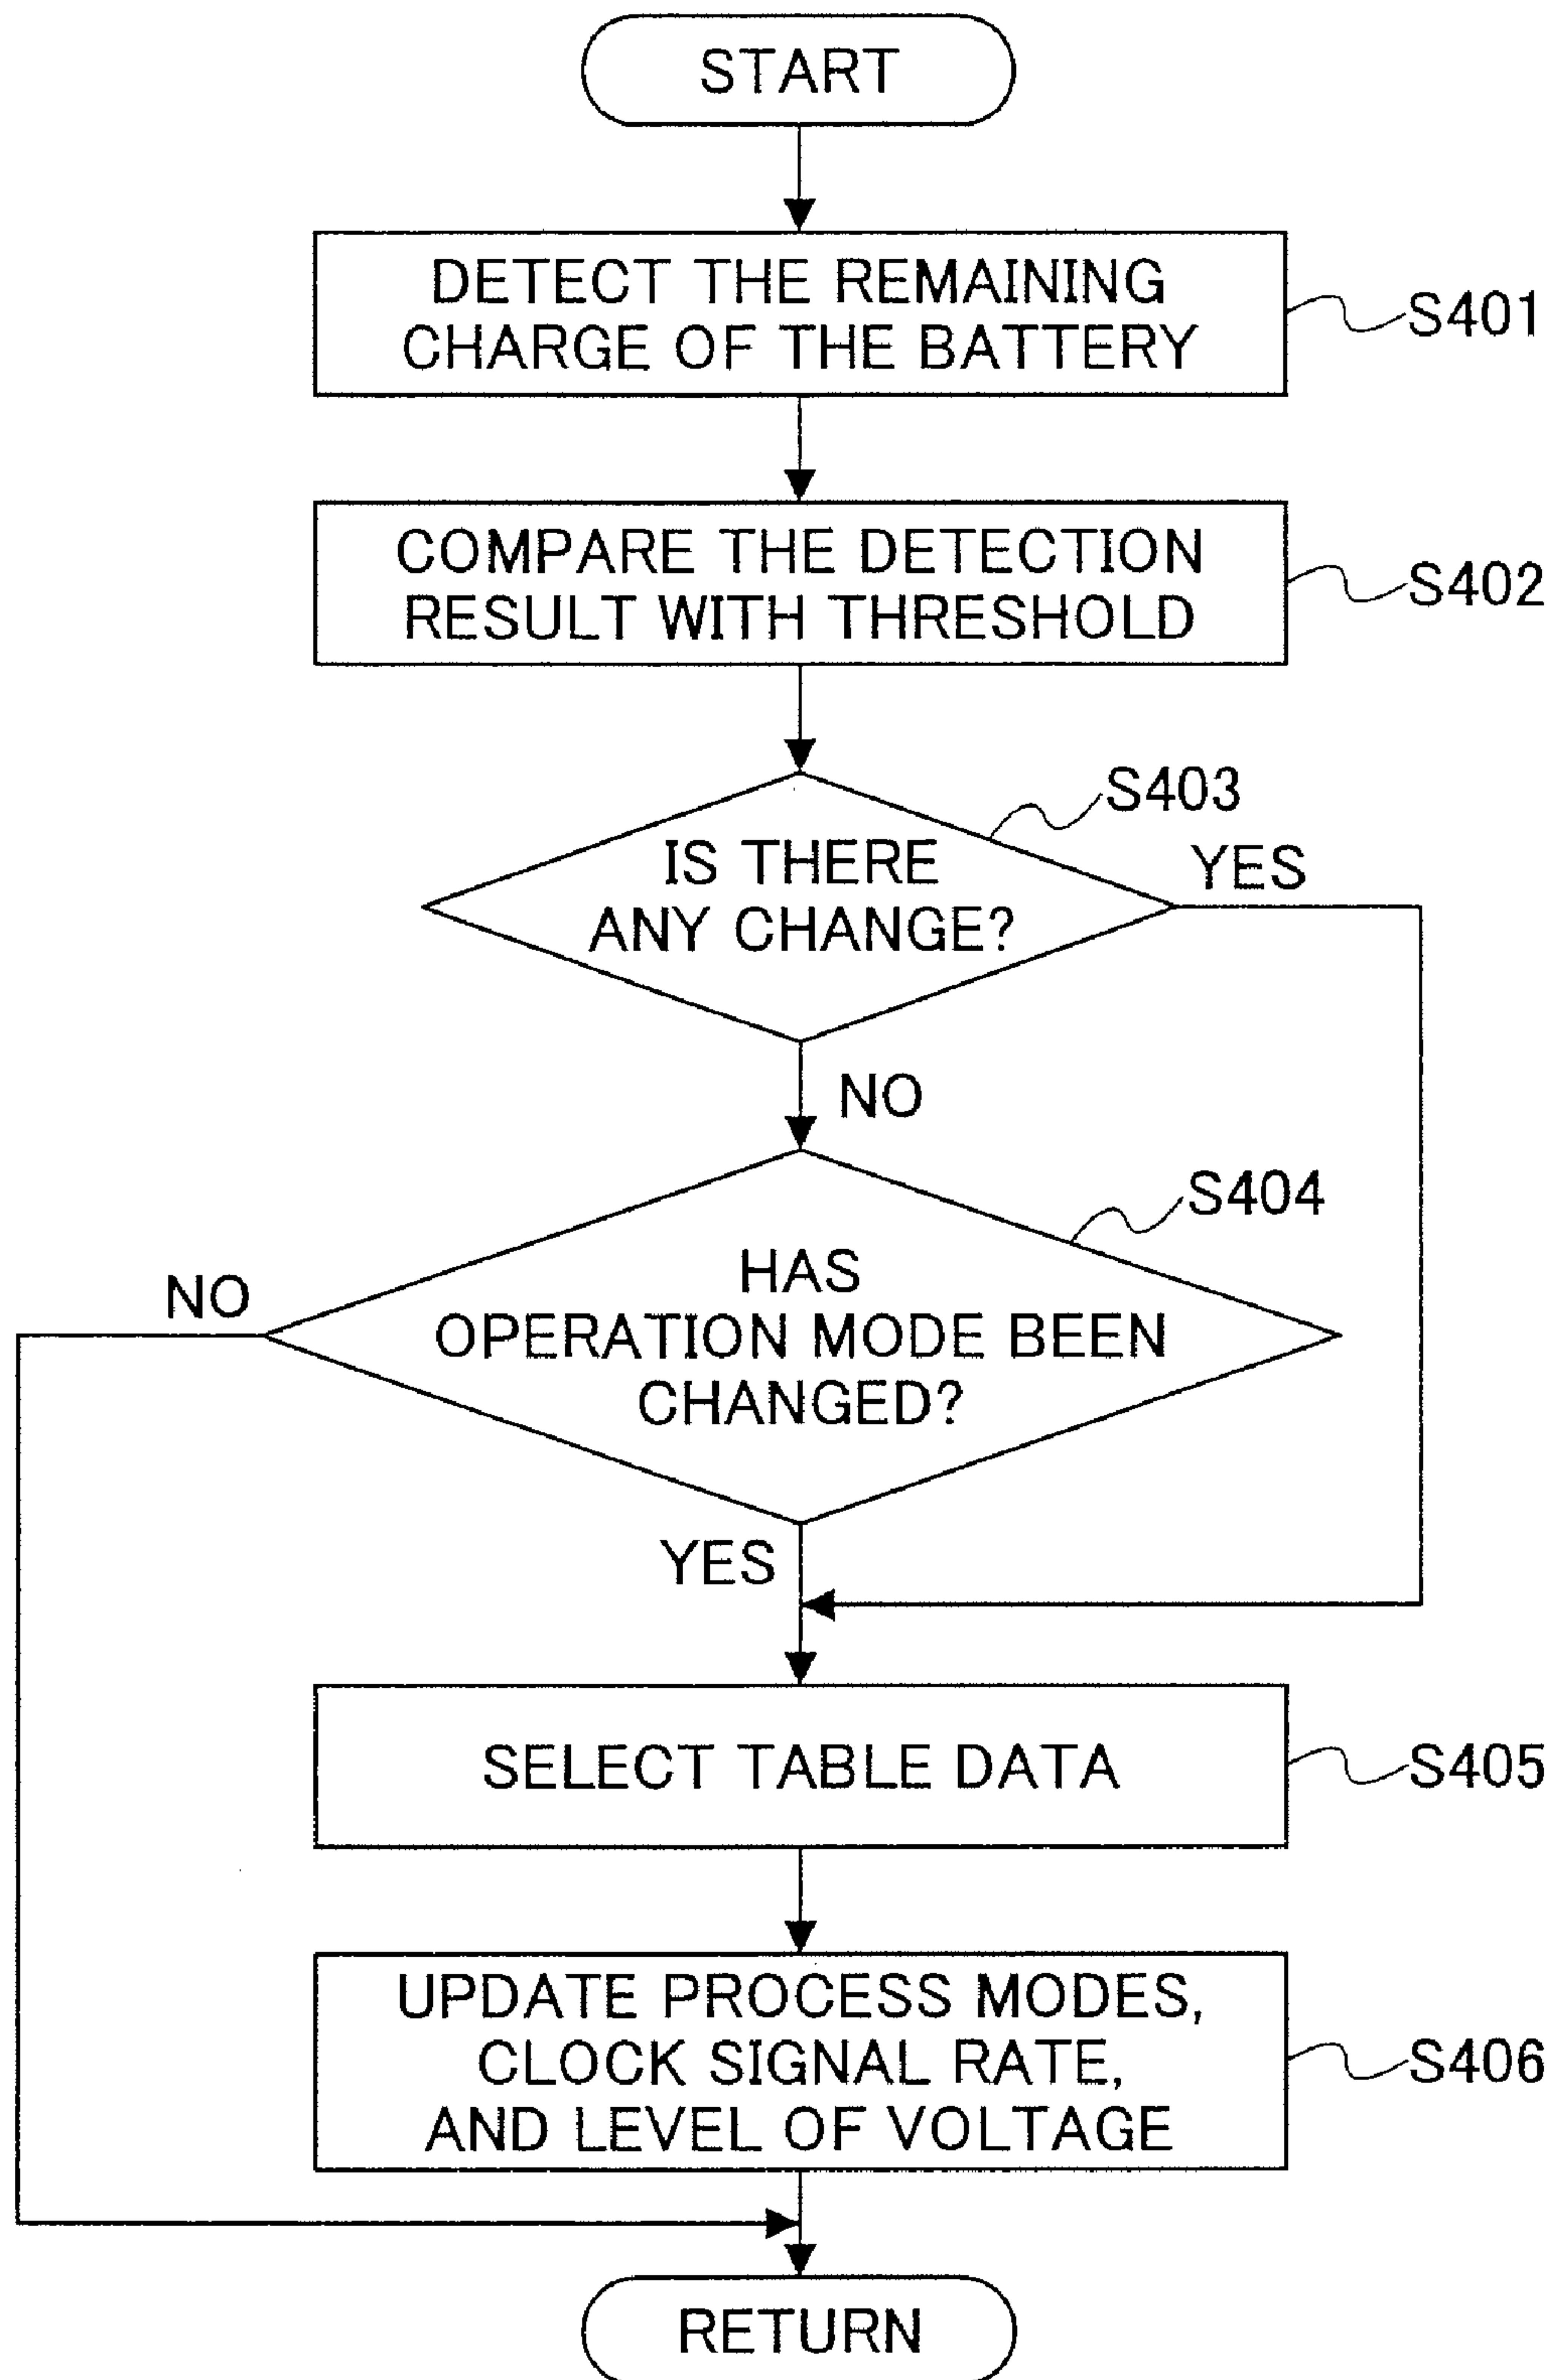 START
DETECT THE REMAINING
CHARGE OF THE BATTERY
S401
COMPARE THE DETECTION
RESULT WITH THRESHOLD
S402
S403
IS THERE
ANY CHANGE?
YES
NO
S404
HAS
OPERATION MODE BEEN
CHANGED?
NO
YES
SELECT TABLE DATA
S405
UPDATE PROCESS MODES,
CLOCK SIGNAL RATE,
AND LEVEL OF VOLTAGE
S406
RETURN